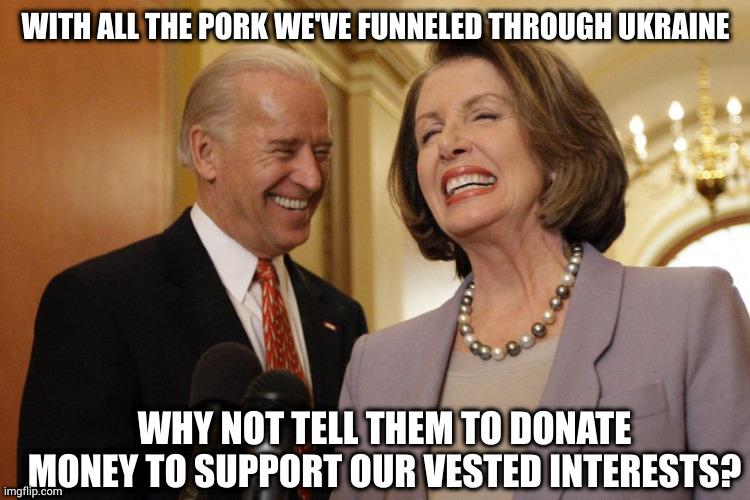 WITH ALL THE PORK WE'VE FUNNELED THROUGH UKRAINE
WHY NOT TELL THEM TO DONATE
MONEY TO SUPPORT OUR VESTED INTERESTS?
imgflip.com